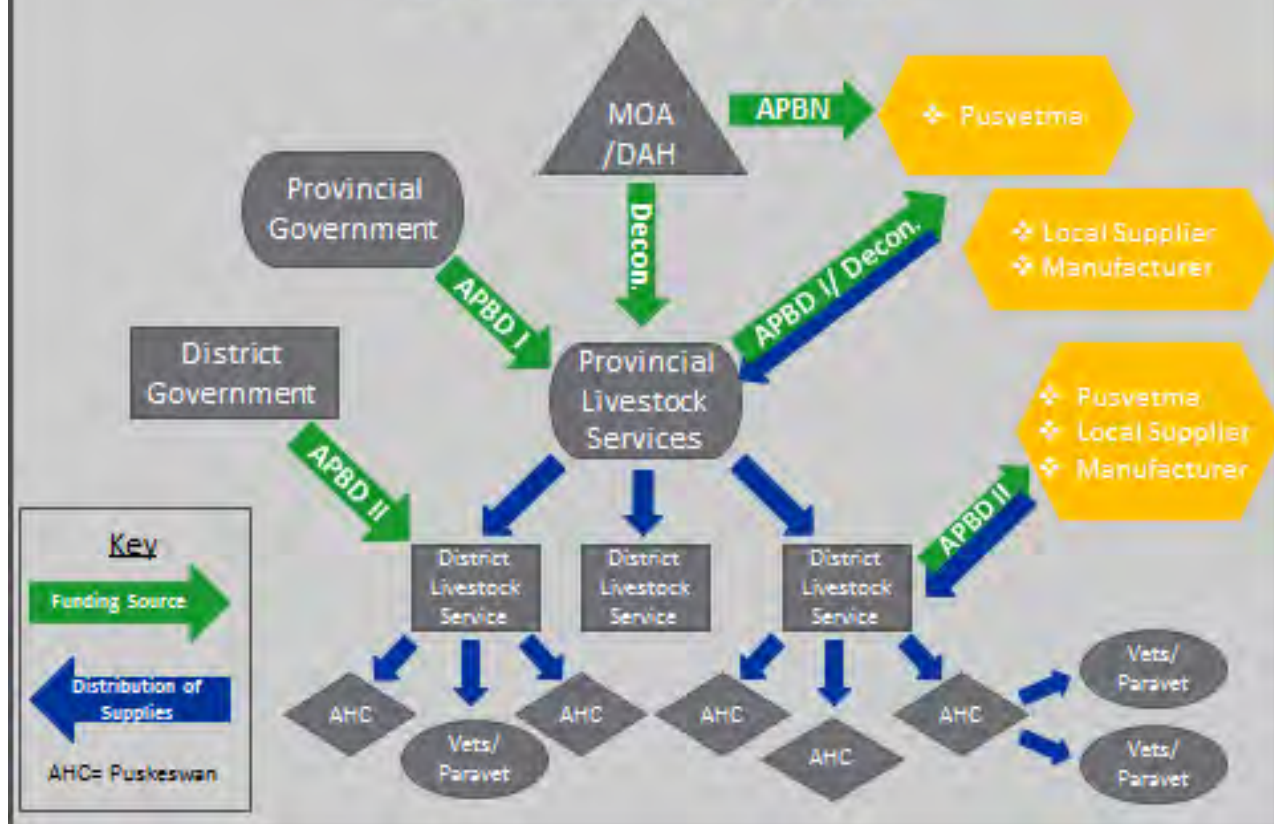 MOA
/DAH
APBN
❖ Pusvetma
Provincial
Government
Decon.
❖ Local Supplier
❖ Manufacturer
APBD I
APBD I/ Decon.
District
Government
Provincial
Livestock
Services
❖ Pusvetma
❖ Local Supplier
❖ Manufacturer
APBD II
APBD II
District
Livestock
Service
District
Livestock
Service
District
Livestock
Service
Key
Funding Source
Distribution of
Supplies
AHC= Puskeswan
AHC
Vets/
Paravet
AHC
AHC
AHC
AHC
Vets/
Paravet
Vets/
Paravet